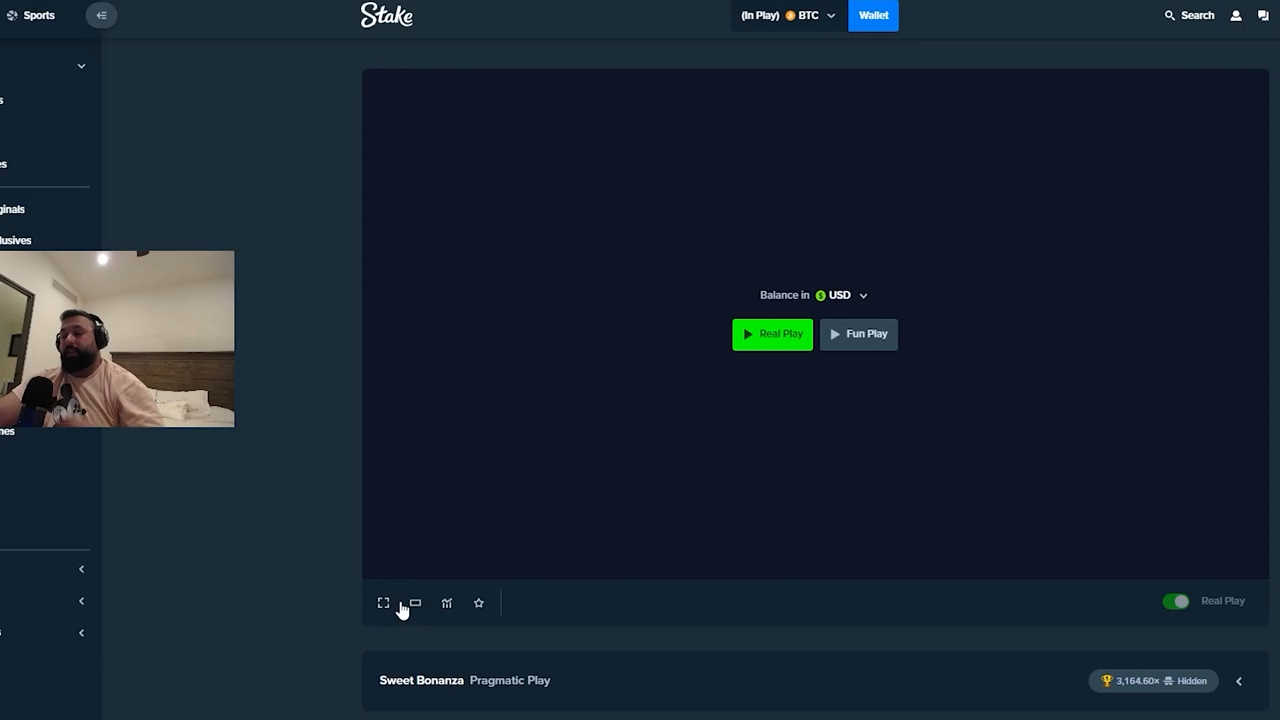 Sports
Stake
(In Play) BTC
Wallet
Search
ginals
lusives
Balance in USD
Real Play
Fun Play
Real Play
Sweet Bonanza Pragmatic Play
3,164.60× Hidden